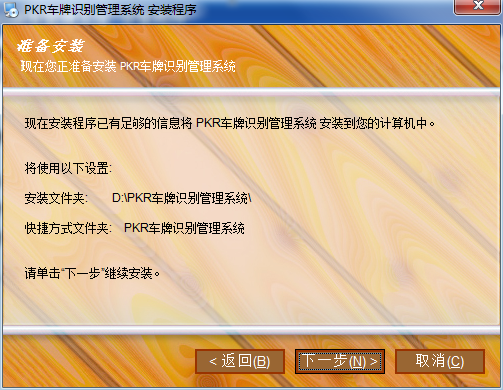 PKR车牌识别管理系统 安装程序
准备安装
现在您正准备安装 PKR车牌识别管理系统
现在安装程序已有足够的信息将 PKR车牌识别管理系统 安装到您的计算机中。
将使用以下设置:
安装文件夹: D:\PKR车牌识别管理系统\
快捷方式文件夹: PKR车牌识别管理系统
请单击“下一步”继续安装。
< 返回(B) 下一步(N) > 取消(C)